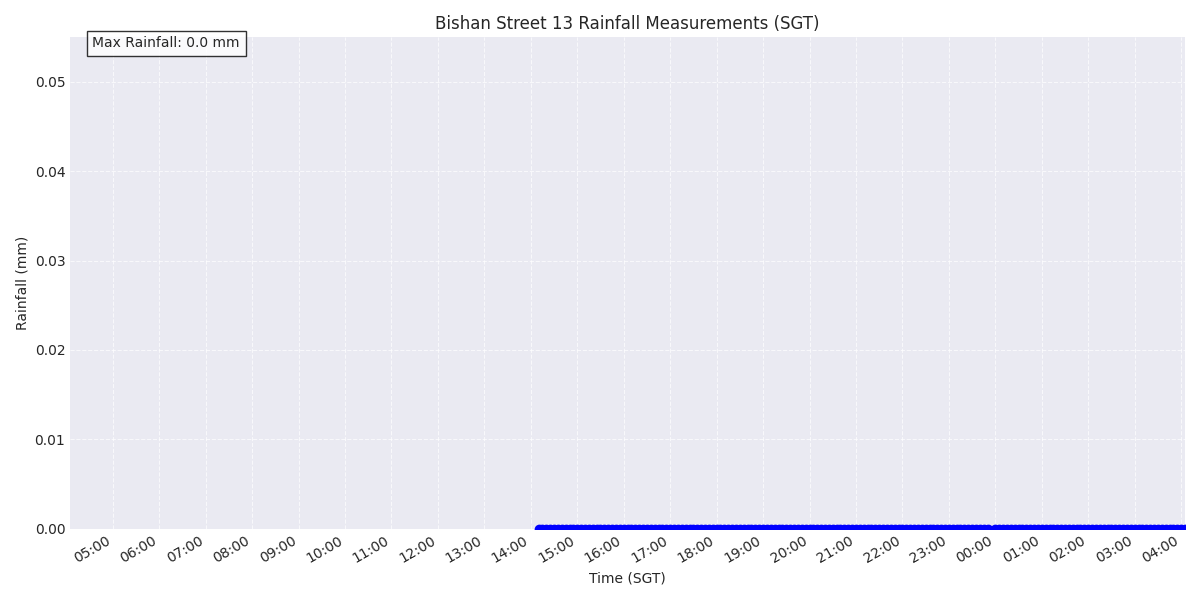 Bishan Street 13 Rainfall Measurements (SGT)
Max Rainfall: 0.0 mm
0.05
0.04
0.03
0.02
0.01
0.00
Rainfall (mm)
05:00 06:00 07:00 08:00 09:00 10:00 11:00 12:00 13:00 14:00 15:00 16:00 17:00 18:00 19:00 20:00 21:00 22:00 23:00 00:00 01:00 02:00 03:00 04:00
Time (SGT)